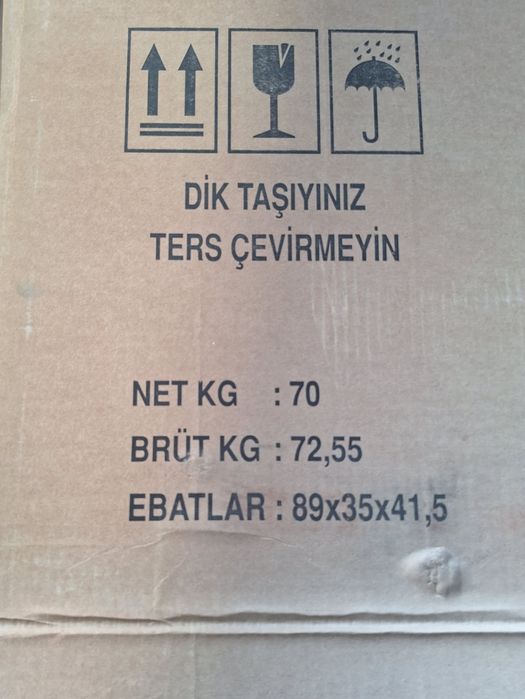 DİK TAŞIYINIZ
TERS ÇEVİRMEYİN
NET KG : 70
BRÜT KG : 72,55
EBATLAR : 89x35x41,5